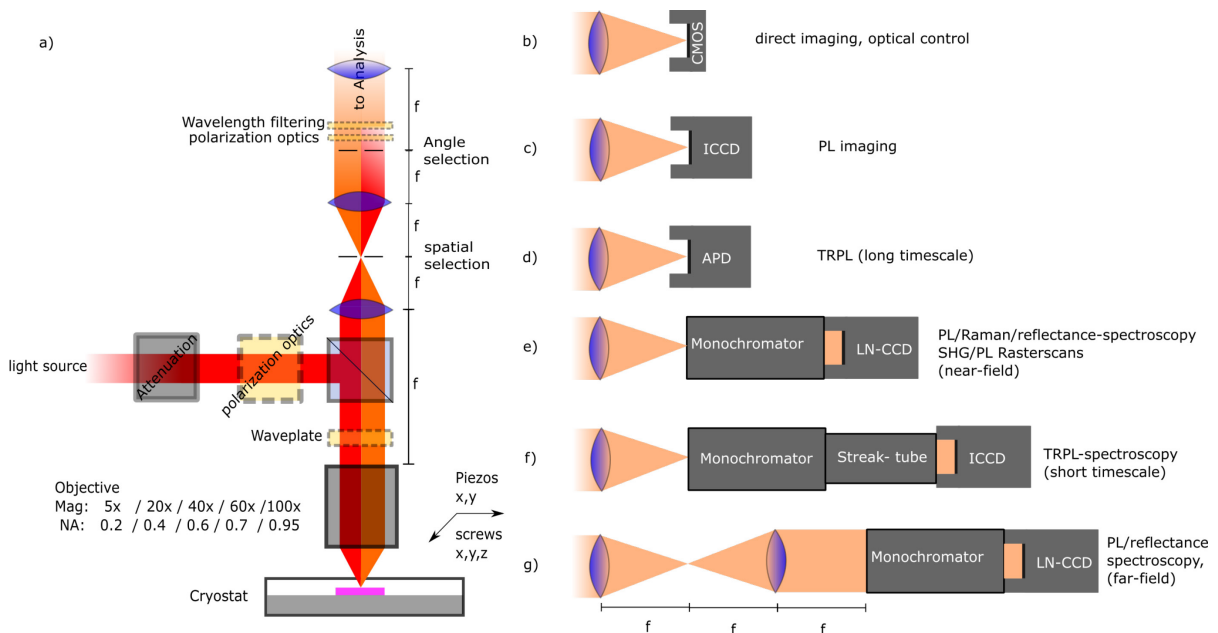 a)
to Analysis
f
Wavelength filtering
polarization optics
Angle
selection
f
f
spatial
selection
f
light source
Attenuation
polarization optics
f
Waveplate
Objective
Mag: 5x / 20x / 40x / 60x /100x
NA: 0.2 / 0.4 / 0.6 / 0.7 / 0.95
Piezos
x,y
screws
x,y,z
Cryostat
b)
CMOS
direct imaging, optical control
c)
ICCD
PL imaging
d)
APD
TRPL (long timescale)
e)
Monochromator
LN-CCD
PL/Raman/reflectance-spectroscopy
SHG/PL Rasterscans
(near-field)
f)
Monochromator
Streak- tube
ICCD
TRPL-spectroscopy
(short timescale)
g)
Monochromator
LN-CCD
PL/reflectance
spectroscopy,
(far-field)
f
f
f